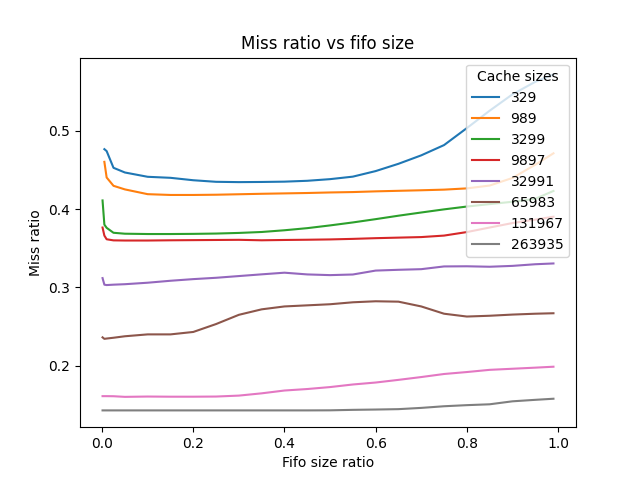 Miss ratio vs fifo size
Cache sizes
329
989
3299
9897
32991
65983
131967
263935
0.5
0.4
0.3
0.2
Miss ratio
0.0 0.2 0.4 0.6 0.8 1.0
Fifo size ratio